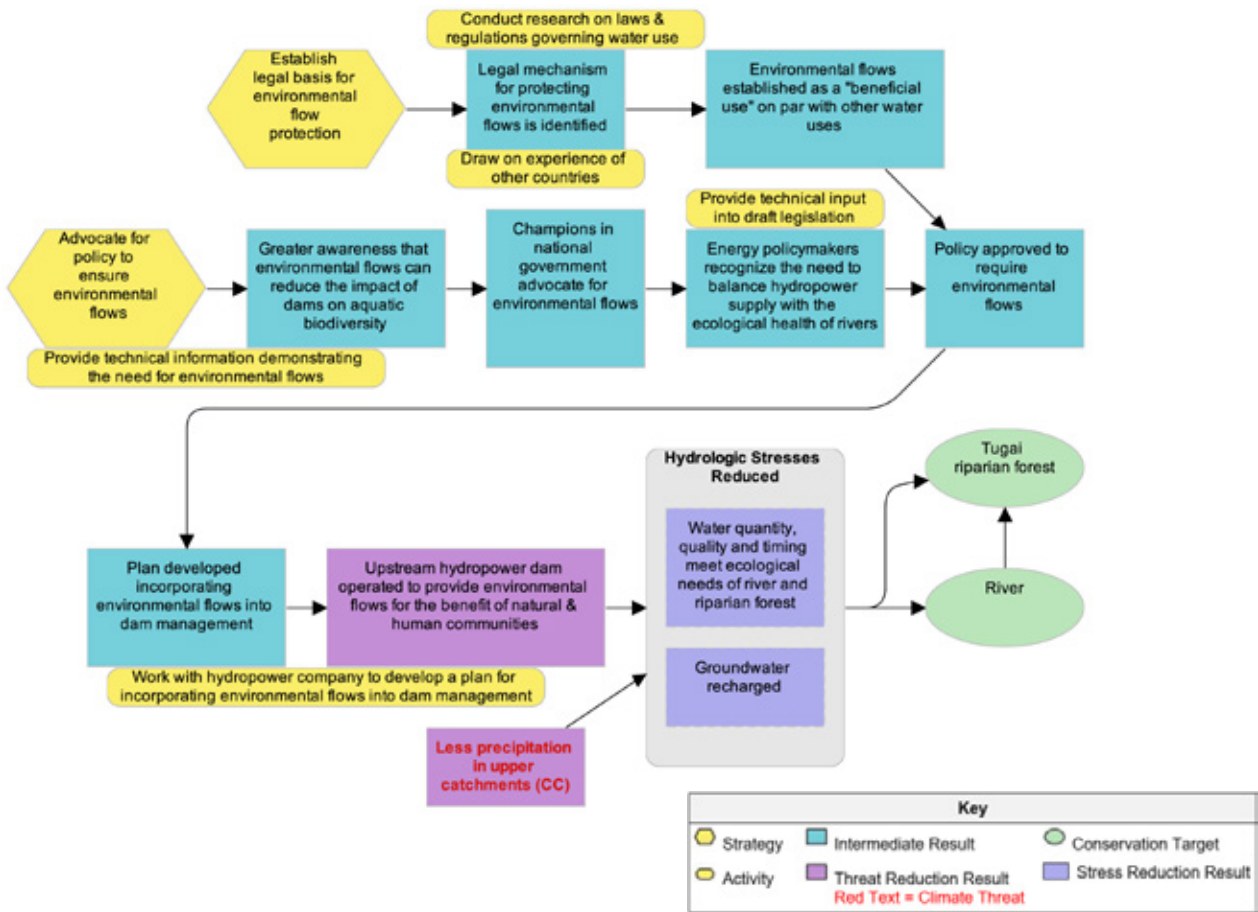 Conduct research on laws &
regulations governing water use
Establish
legal basis for
environmental
flow
protection
Legal mechanism
for protecting
environmental
flows is identified
Environmental flows
established as a "beneficial
use" on par with other water
uses
Draw on experience of
other countries
Provide technical input
into draft legislation
Advocate for
policy to
ensure
environmental
flows
Greater awareness that
environmental flows can
reduce the impact of
dams on aquatic
biodiversity
Champions in
national
government
advocate for
environmental flows
Energy policymakers
recognize the need to
balance hydropower
supply with the
ecological health of rivers
Policy approved to
require
environmental
flows
Provide technical information demonstrating
the need for environmental flows
Hydrologic Stresses
Reduced
Tugai
riparian forest
Water quantity,
quality and timing
meet ecological
needs of river and
riparian forest
Plan developed
incorporating
environmental flows into
dam management
Upstream hydropower dam
operated to provide environmental
flows for the benefit of natural &
human communities
River
Groundwater
recharged
Work with hydropower company to develop a plan for
incorporating environmental flows into dam management
Less precipitation
in upper
catchments (CC)
Key
Strategy
Intermediate Result
Conservation Target
Activity
Threat Reduction Result
Stress Reduction Result
Red Text = Climate Threat